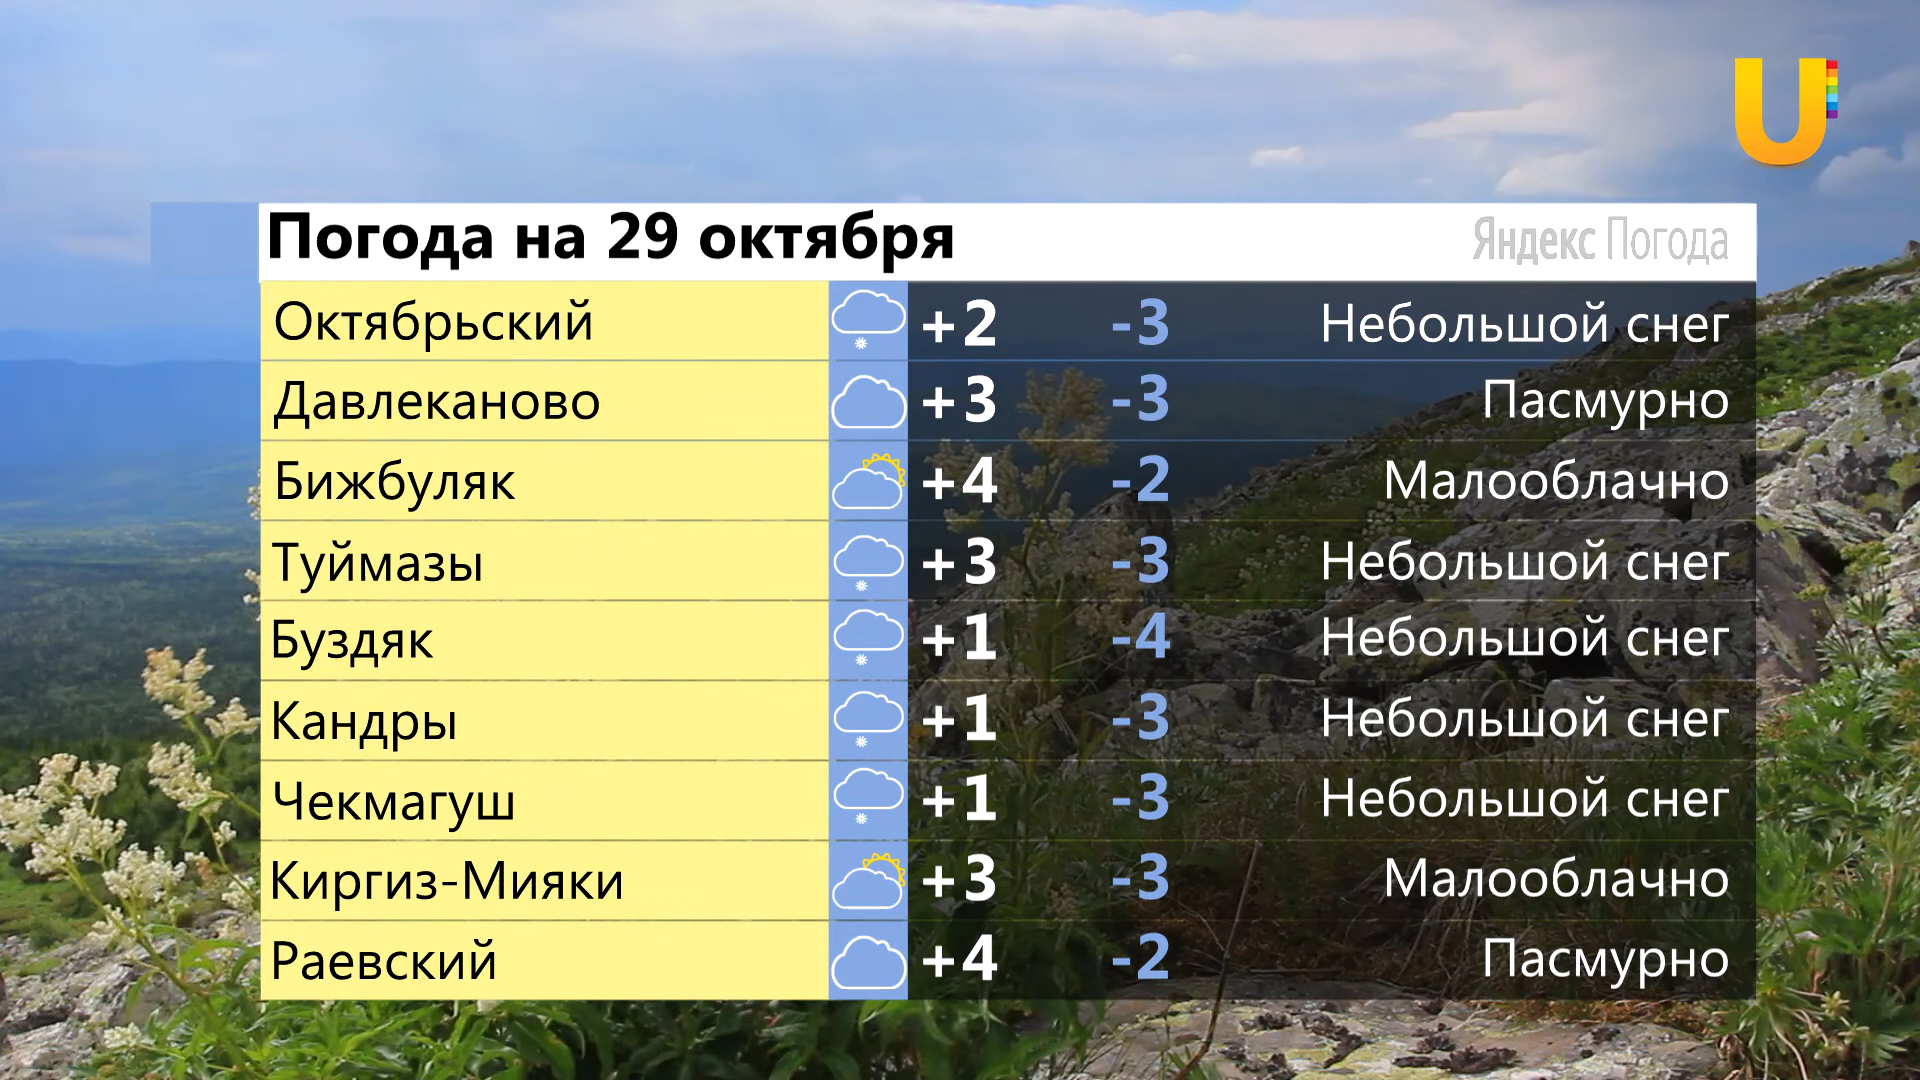 U
Погода на 29 октября Яндекс Погода
Октябрьский +2 -3 Небольшой снег
Давлеканово +3 -3 Пасмурно
Бижбуляк +4 -2 Малооблачно
Туймазы +3 -3 Небольшой снег
Буздяк +1 -4 Небольшой снег
Кандры +1 -3 Небольшой снег
Чекмагуш +1 -3 Небольшой снег
Киргиз-Мияки +3 -3 Малооблачно
Раевский +4 -2 Пасмурно